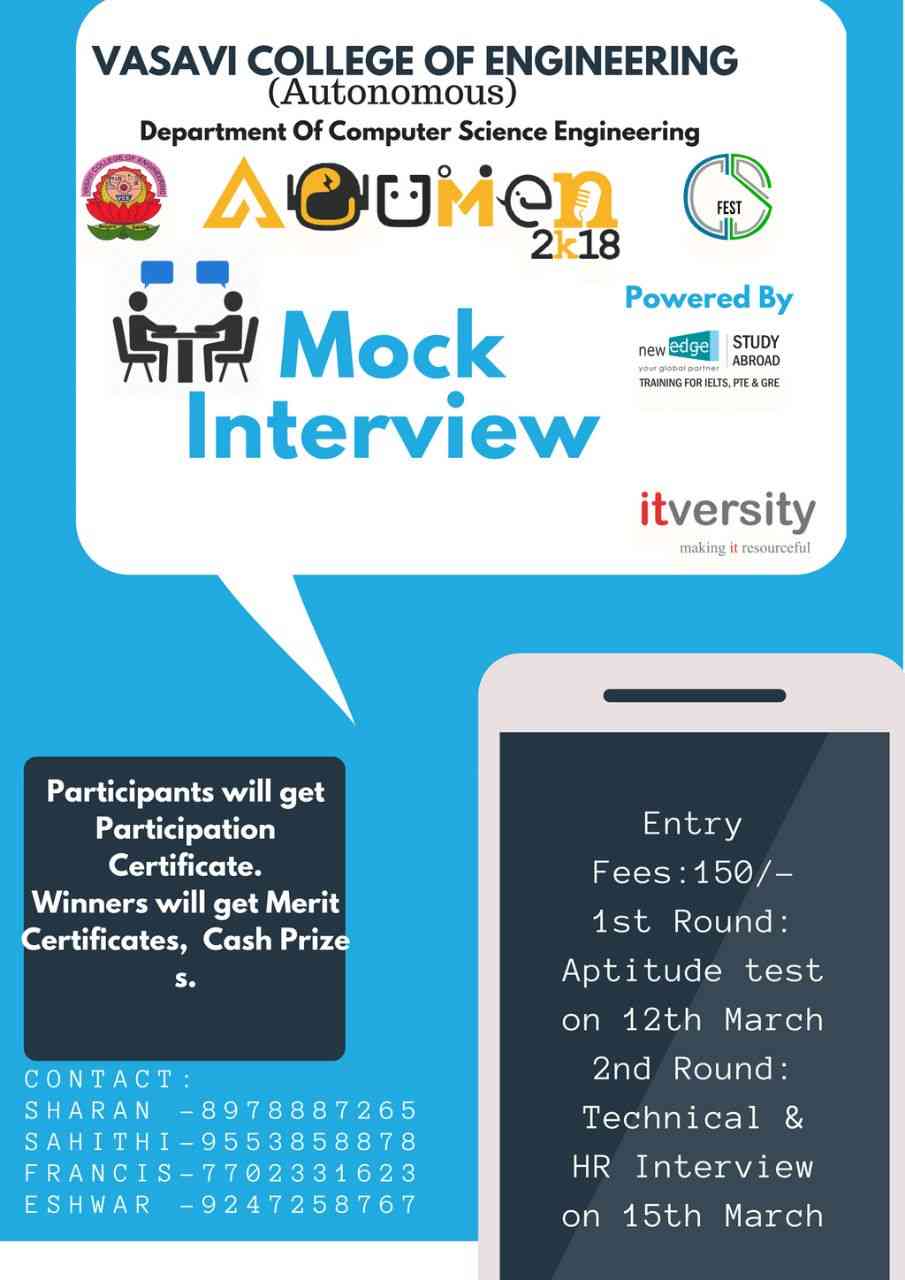 VASAVI COLLEGE OF ENGINEERING
(Autonomous)
Department Of Computer Science Engineering
VASAVI COLLEGE OF ENGINEERING
VCE
ACUMEN
2k18
CS
FEST
Mock
Interview
Powered By
new edge
your global partner
STUDY
ABROAD
TRAINING FOR IELTS, PTE & GRE
itversity
making it resourceful
Participants will get
Participation
Certificate.
Winners will get Merit
Certificates, Cash Prize
s.
CONTACT:
SHARAN -8978887265
SAHITHI-9553858878
FRANCIS-7702331623
ESHWAR -9247258767
Entry
Fees:150/-
1st Round:
Aptitude test
on 12th March
2nd Round:
Technical &
HR Interview
on 15th March